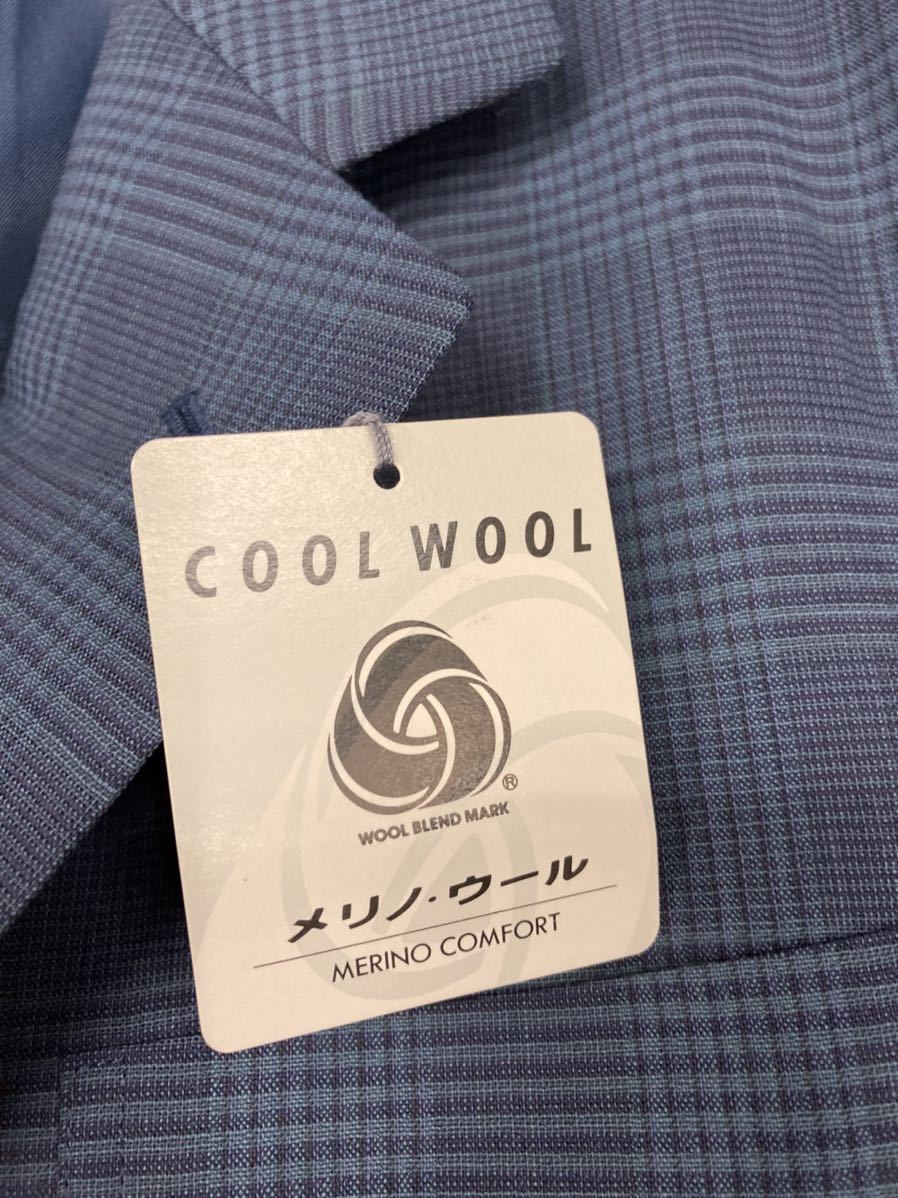 COOL WOOL
®
WOOL BLEND MARK
メリノ・ウール
MERINO COMFORT